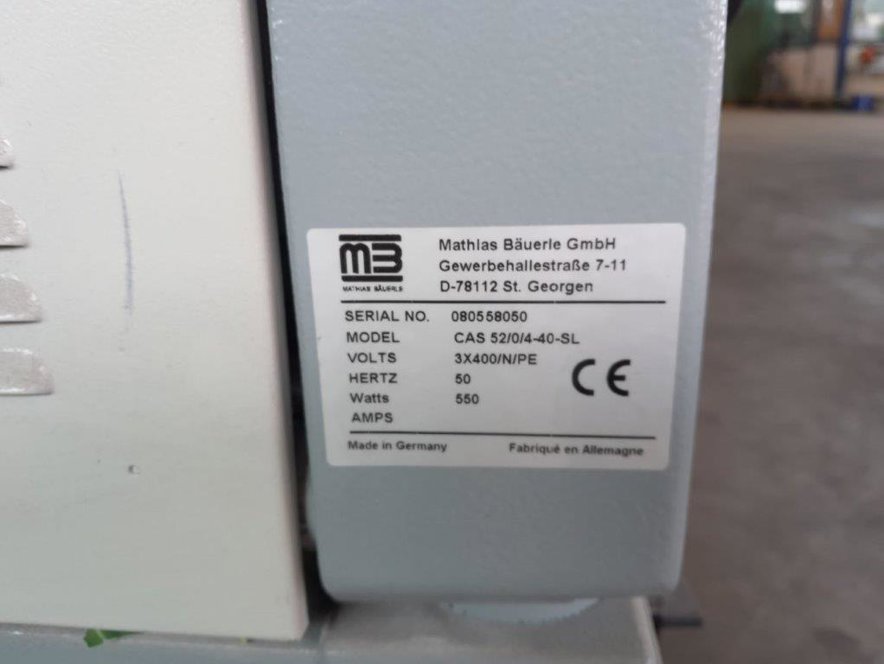 MB
MATHIAS BÄUERLE
Mathias Bäuerle GmbH
Gewerbehallestraße 7-11
D-78112 St. Georgen
SERIAL NO. 080558050
MODEL CAS 52/0/4-40-SL
VOLTS 3X400/N/PE
HERTZ 50
Watts 550
AMPS
CE
Made in Germany Fabriqué en Allemagne